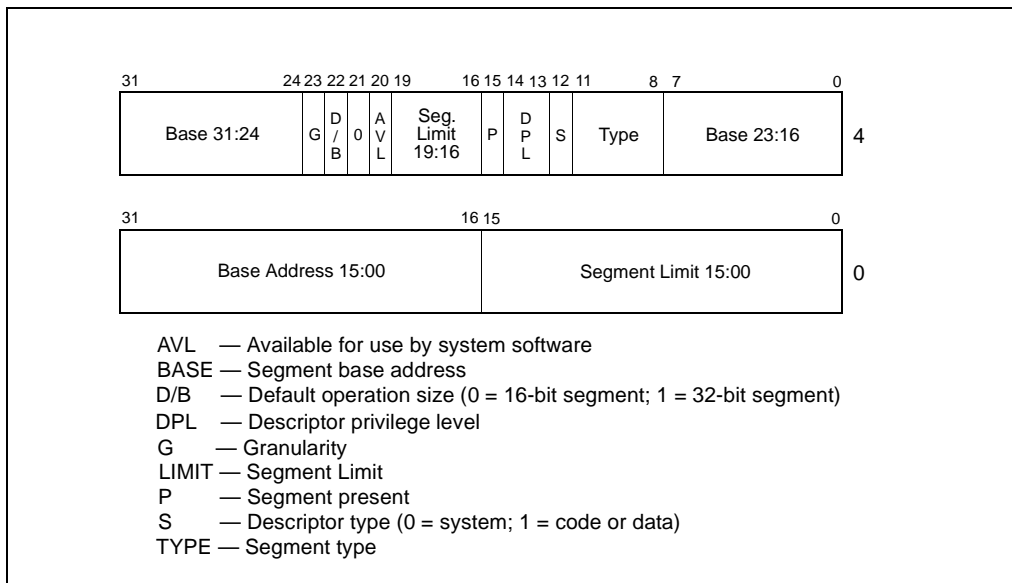 31 24 23 22 21 20 19 16 15 14 13 12 11 8 7 0
Base 31:24 G D/B 0 AVL Seg. Limit 19:16 P DPL S Type Base 23:16 4
31 16 15 0
Base Address 15:00 Segment Limit 15:00 0
AVL — Available for use by system software
BASE — Segment base address
D/B — Default operation size (0 = 16-bit segment; 1 = 32-bit segment)
DPL — Descriptor privilege level
G — Granularity
LIMIT — Segment Limit
P — Segment present
S — Descriptor type (0 = system; 1 = code or data)
TYPE — Segment type